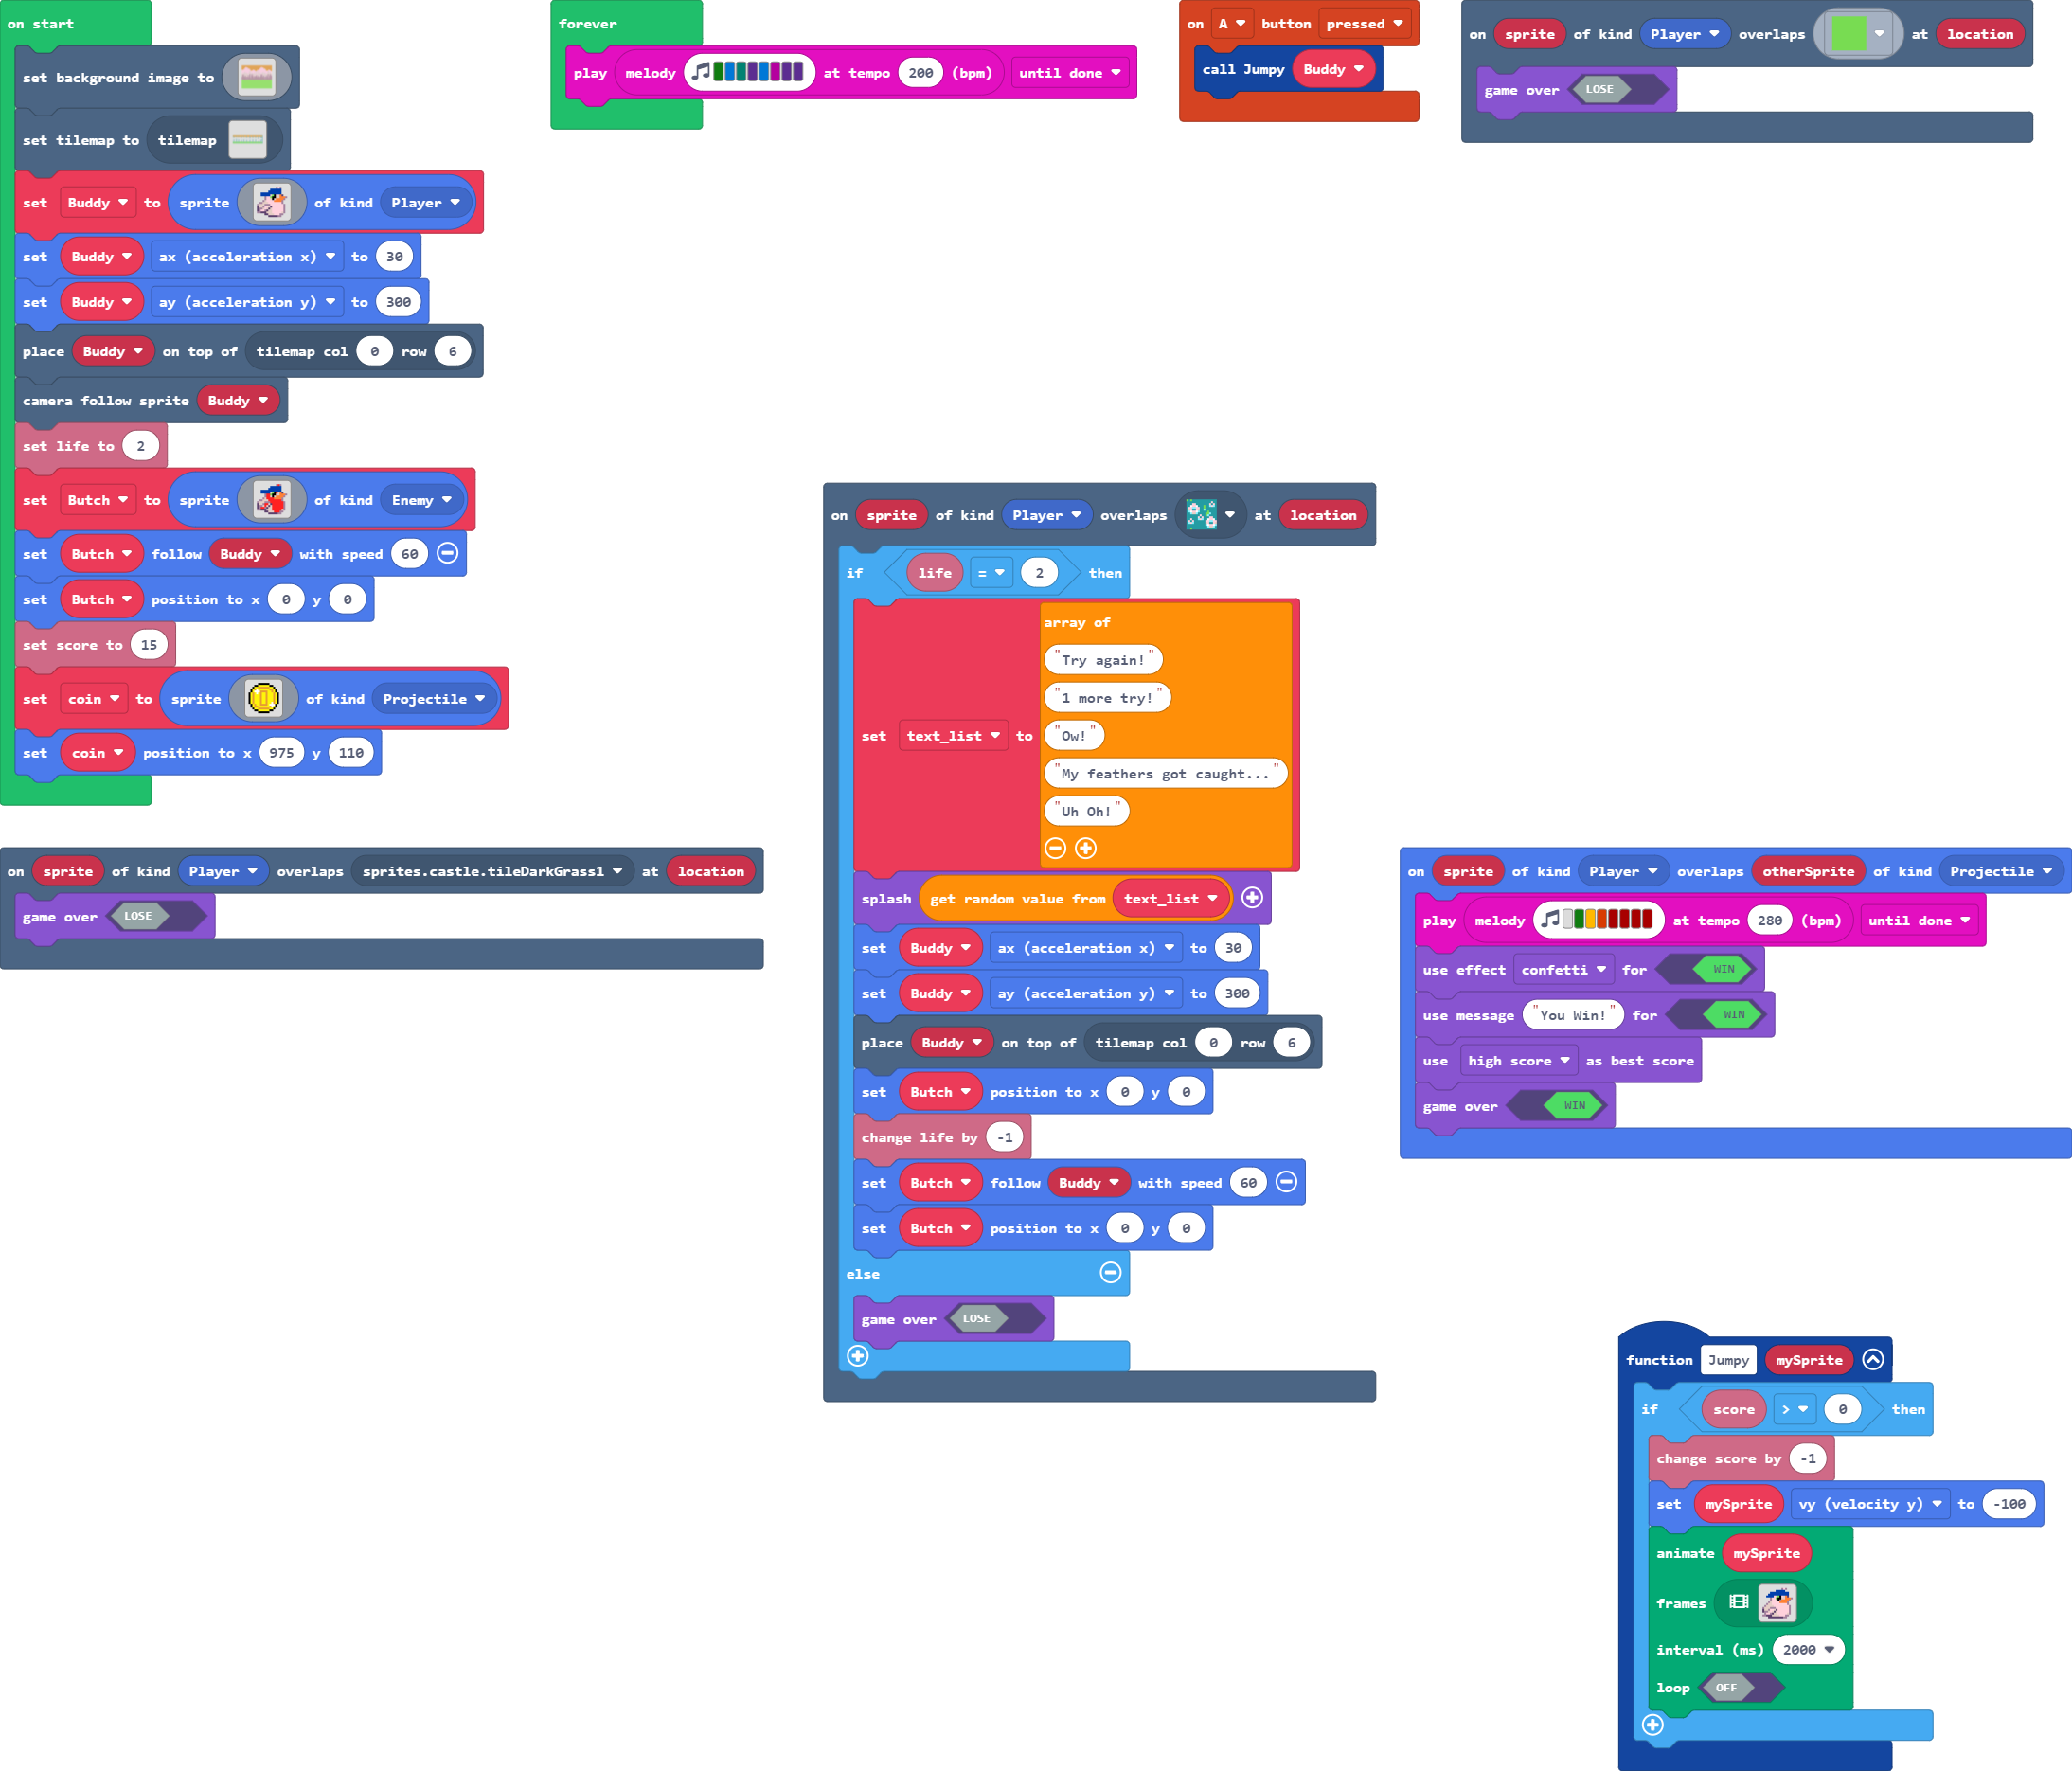 on start
set background image to
set tilemap to tilemap
set Buddy to sprite of kind Player
set Buddy ax (acceleration x) to 30
set Buddy ay (acceleration y) to 300
place Buddy on top of tilemap col 0 row 6
camera follow sprite Buddy
set life to 2
set Butch to sprite of kind Enemy
set Butch follow Buddy with speed 60
set Butch position to x 0 y 0
set score to 15
set coin to sprite of kind Projectile
set coin position to x 975 y 110
forever
play melody at tempo 200 (bpm) until done
on A button pressed
call Jumpy Buddy
on sprite of kind Player overlaps at location
game over LOSE
on sprite of kind Player overlaps at location
if life = 2 then
set text_list to
array of
"Try again!"
"1 more try!"
"Ow!"
"My feathers got caught..."
"Uh Oh!"
splash get random value from text_list
set Buddy ax (acceleration x) to 30
set Buddy ay (acceleration y) to 300
place Buddy on top of tilemap col 0 row 6
set Butch position to x 0 y 0
change life by -1
set Butch follow Buddy with speed 60
set Butch position to x 0 y 0
else
game over LOSE
on sprite of kind Player overlaps sprites.castle.tileDarkGrass1 at location
game over LOSE
on sprite of kind Player overlaps otherSprite of kind Projectile
play melody at tempo 280 (bpm) until done
use effect confetti for WIN
use message "You Win!" for WIN
use high score as best score
game over WIN
function Jumpy mySprite
if score > 0 then
change score by -1
set mySprite vy (velocity y) to -100
animate mySprite
frames
interval (ms) 2000
loop OFF